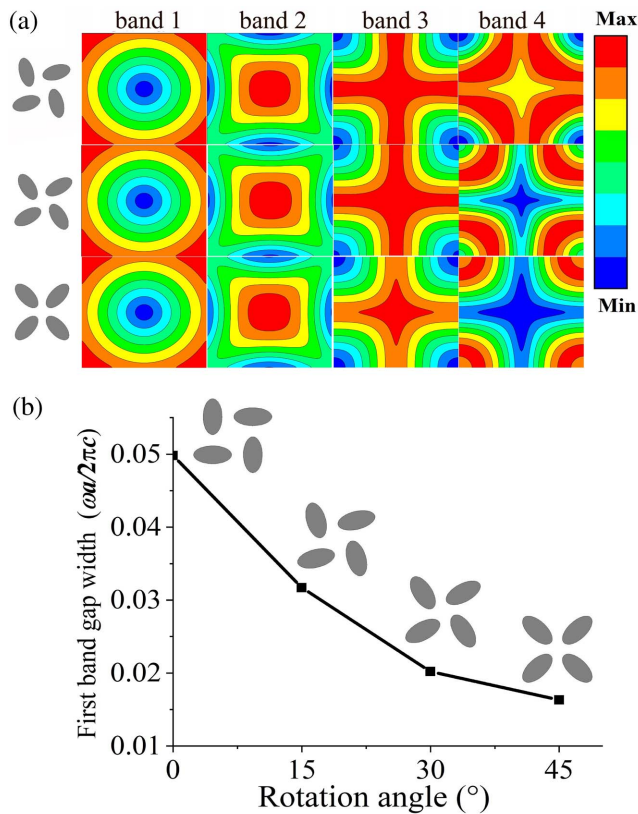 (a)
band 1 band 2 band 3 band 4
Max
Min
(b)
First band gap width (ωa/2πc)
0.05
0.04
0.03
0.02
0.01
0 15 30 45
Rotation angle (°)